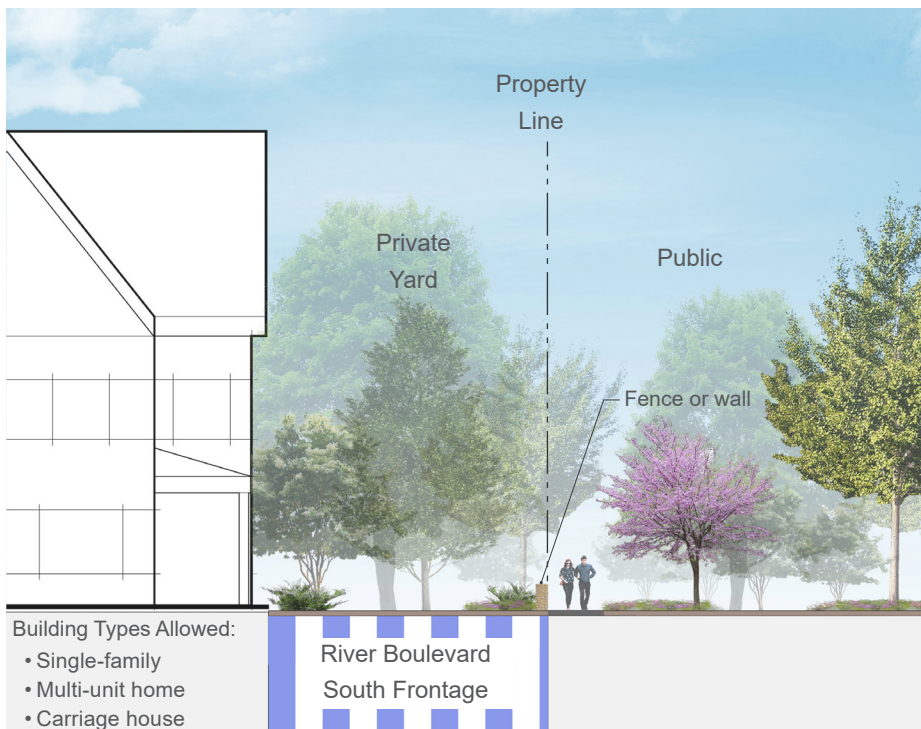 Property
Line
Private
Yard
Public
Fence or wall
Building Types Allowed:
• Single-family
• Multi-unit home
• Carriage house
River Boulevard
South Frontage